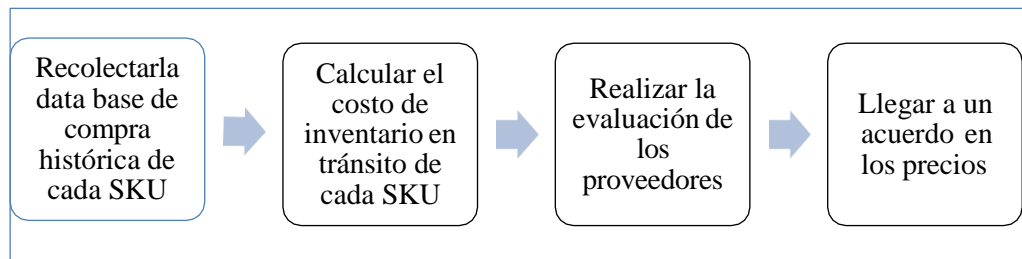 Recolectarla
data base de
compra
histórica de
cada SKU
Calcular el
costo de
inventario en
tránsito de
cada SKU
Realizar la
evaluación de
los
proveedores
Llegar a un
acuerdo en
los precios